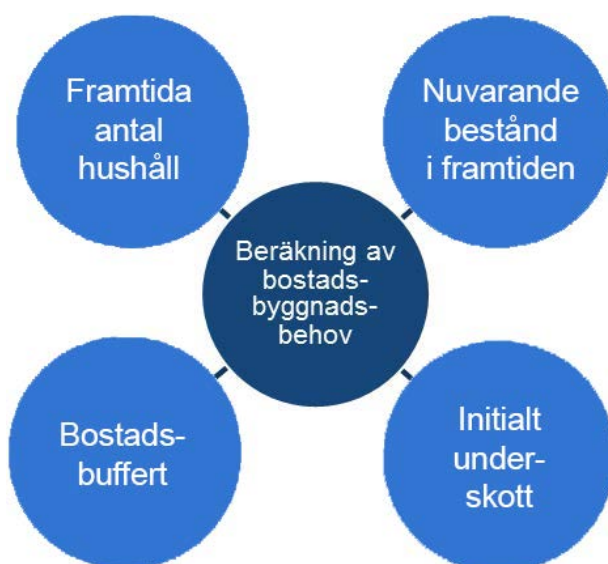 Framtida
antal
hushåll
Nuvarande
bestånd
i framtiden
Beräkning av
bostads-
byggnads-
behov
Bostads-
buffert
Initialt
under-
skott